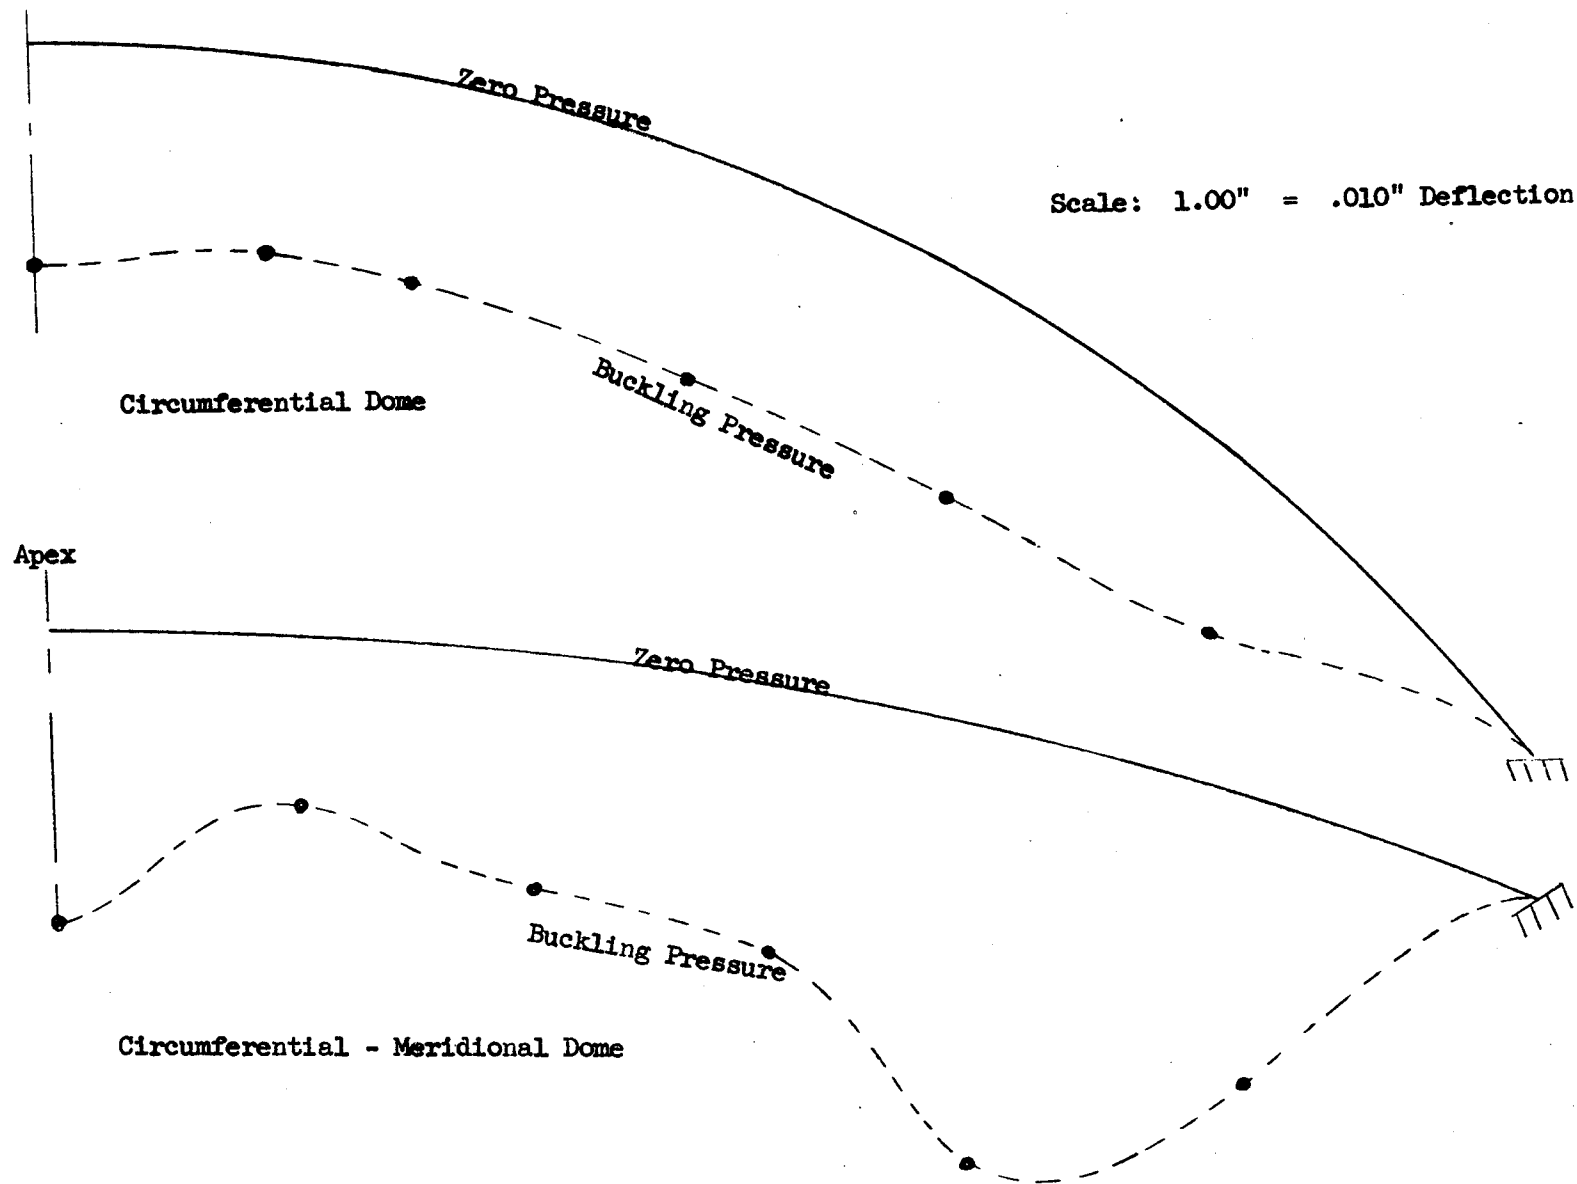 Zero Pressure
Scale: 1.00" = .010" Deflection
Buckling Pressure
Circumferential Dome
Apex
Zero Pressure
Buckling Pressure
Circumferential - Meridional Dome